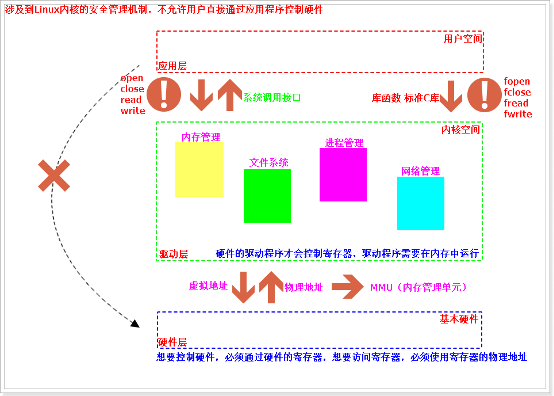 涉及到Linux内核的安全管理机制，不允许用户直接通过应用程序控制硬件
用户空间
应用层
open
close
read
write
系统调用接口
库函数 标准C库
fopen
fclose
fread
fwrite
内核空间
内存管理
文件系统
进程管理
网络管理
驱动层
硬件的驱动程序才会控制寄存器，驱动程序需要在内存中运行
虚拟地址
物理地址
MMU（内存管理单元）
基本硬件
硬件层
想要控制硬件，必须通过硬件的寄存器，想要访问寄存器，必须使用寄存器的物理地址